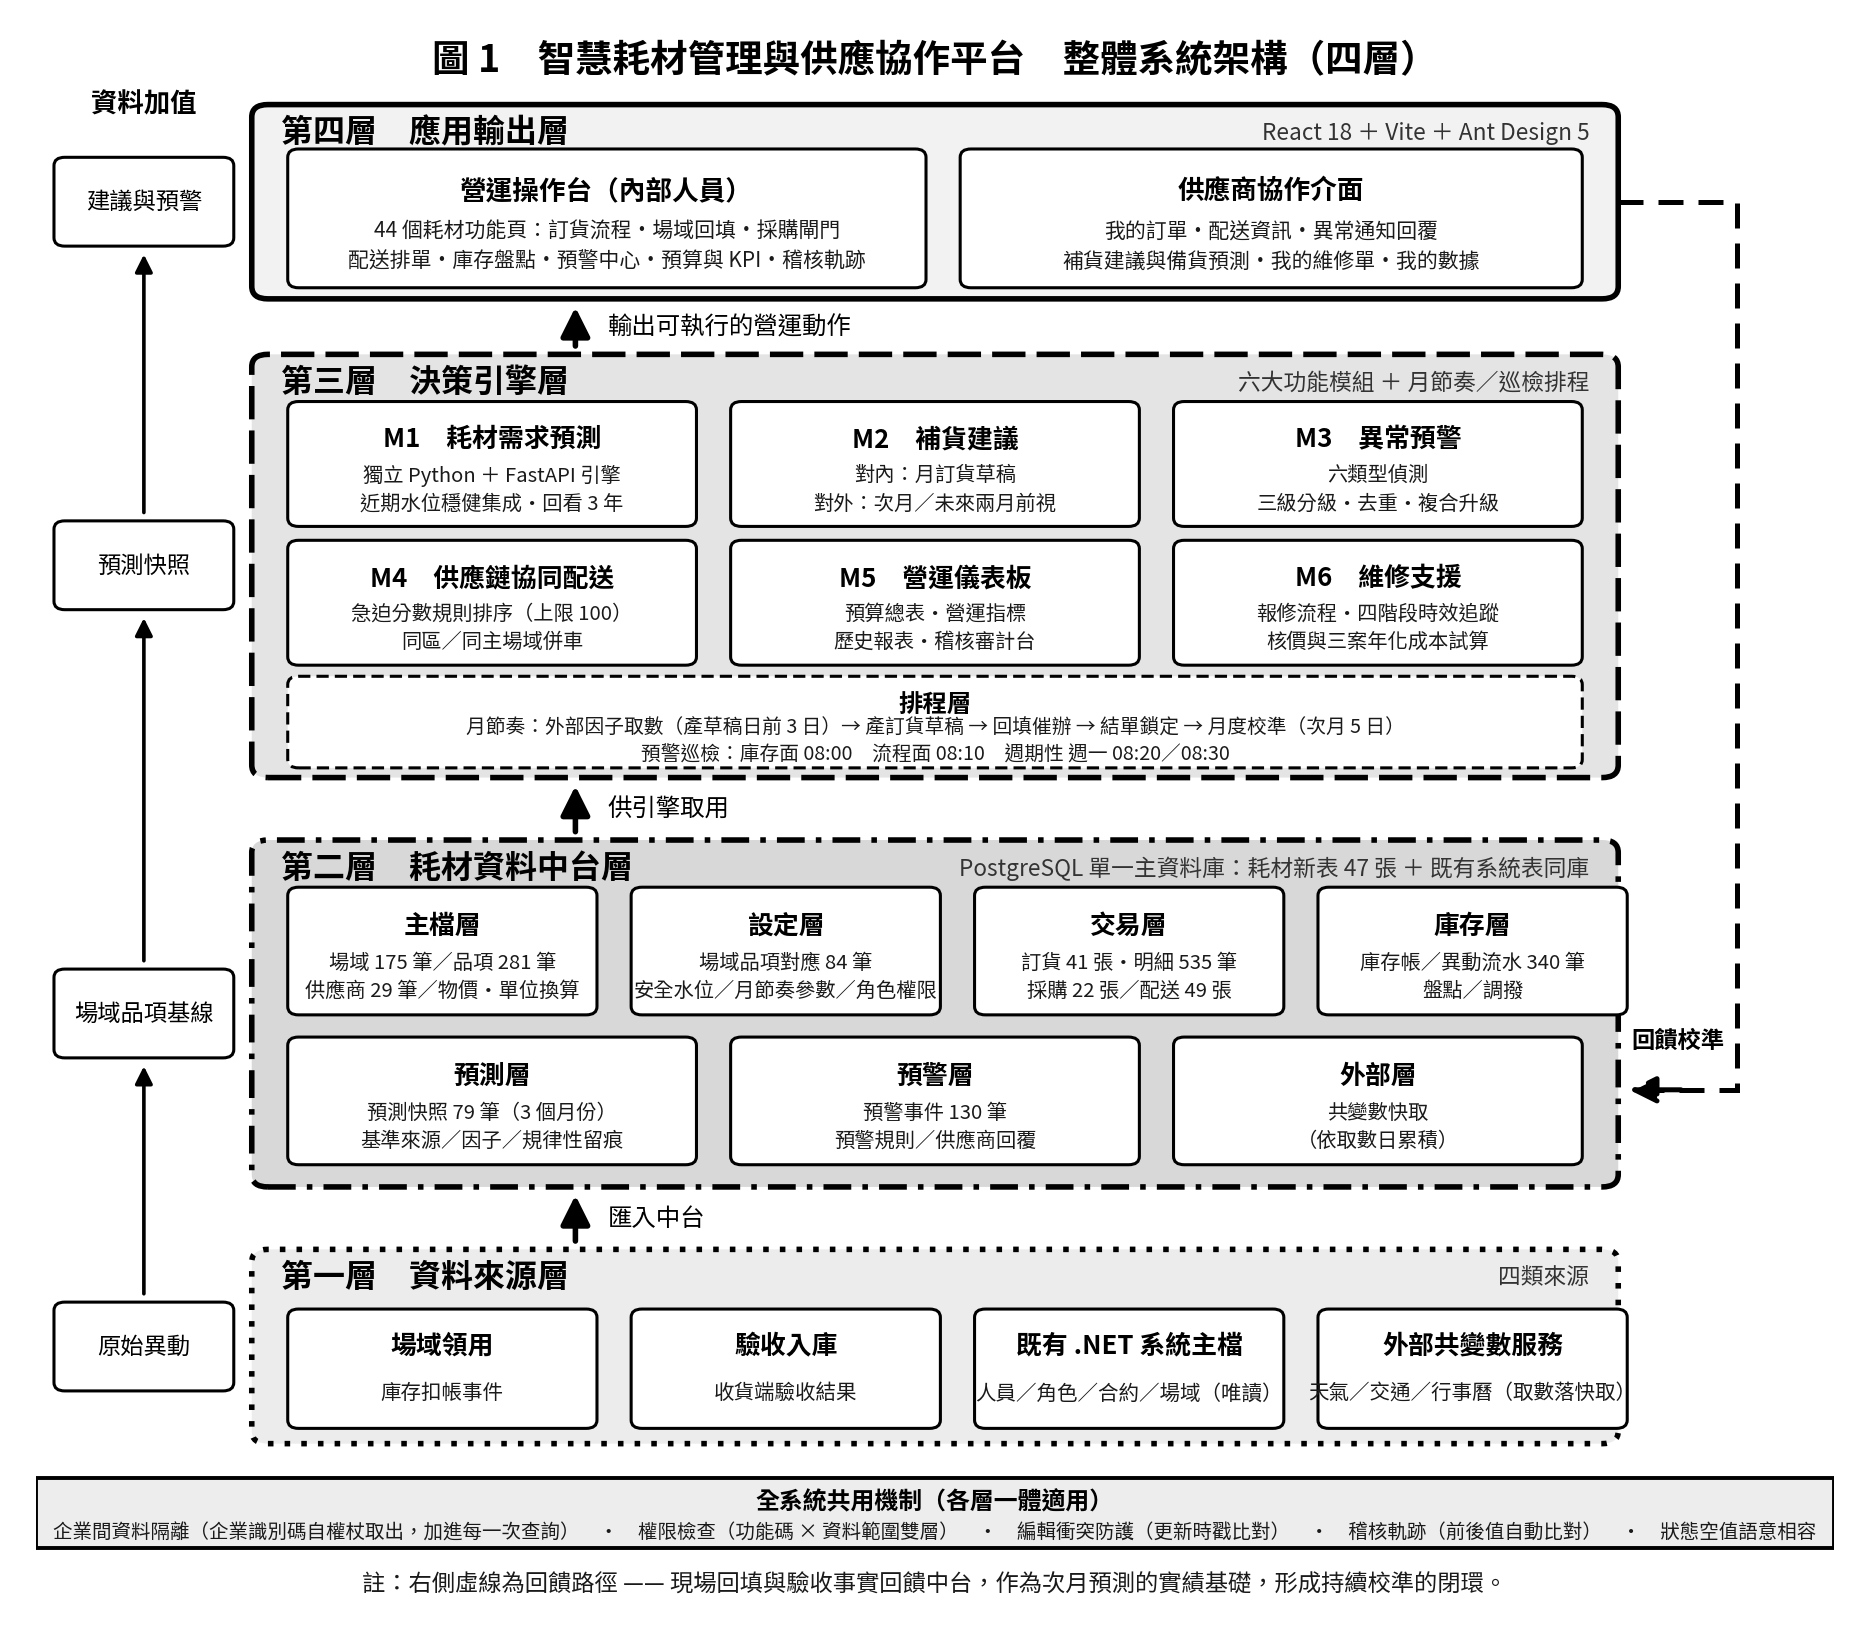 圖 1　智慧耗材管理與供應協作平台　整體系統架構（四層）
資料加值
建議與預警
預測快照
場域品項基線
原始異動
第四層　應用輸出層
React 18 ＋ Vite ＋ Ant Design 5
營運操作台（內部人員）
44 個耗材功能頁：訂貨流程・場域回填・採購閘門
配送排單・庫存盤點・預警中心・預算與 KPI・稽核軌跡
供應商協作介面
我的訂單・配送資訊・異常通知回覆
補貨建議與備貨預測・我的維修單・我的數據
輸出可執行的營運動作
第三層　決策引擎層
六大功能模組 ＋ 月節奏／巡檢排程
M1　耗材需求預測
獨立 Python ＋ FastAPI 引擎
近期水位穩健集成・回看 3 年
M2　補貨建議
對內：月訂貨草稿
對外：次月／未來兩月前視
M3　異常預警
六類型偵測
三級分級・去重・複合升級
M4　供應鏈協同配送
急迫分數規則排序（上限 100）
同區／同主場域併車
M5　營運儀表板
預算總表・營運指標
歷史報表・稽核審計台
M6　維修支援
報修流程・四階段時效追蹤
核價與三案年化成本試算
排程層
月節奏：外部因子取數（產草稿日前 3 日）→ 產訂貨草稿 → 回填催辦 → 結單鎖定 → 月度校準（次月 5 日）
預警巡檢：庫存面 08:00　流程面 08:10　週期性 週一 08:20／08:30
供引擎取用
第二層　耗材資料中台層
PostgreSQL 單一主資料庫：耗材新表 47 張 ＋ 既有系統表同庫
主檔層
場域 175 筆／品項 281 筆
供應商 29 筆／物價・單位換算
設定層
場域品項對應 84 筆
安全水位／月節奏參數／角色權限
交易層
訂貨 41 張・明細 535 筆
採購 22 張／配送 49 張
庫存層
庫存帳／異動流水 340 筆
盤點／調撥
預測層
預測快照 79 筆（3 個月份）
基準來源／因子／規律性留痕
預警層
預警事件 130 筆
預警規則／供應商回覆
外部層
共變數快取
（依取數日累積）
回饋校準
匯入中台
第一層　資料來源層
四類來源
場域領用
庫存扣帳事件
驗收入庫
收貨端驗收結果
既有 .NET 系統主檔
人員／角色／合約／場域（唯讀）
外部共變數服務
天氣／交通／行事曆（取數落快取）
全系統共用機制（各層一體適用）
企業間資料隔離（企業識別碼自權杖取出，加進每一次查詢）　・　權限檢查（功能碼 × 資料範圍雙層）　・　編輯衝突防護（更新時戳比對）　・　稽核軌跡（前後值自動比對）　・　狀態空值語意相容
註：右側虛線為回饋路徑 —— 現場回填與驗收事實回饋中台，作為次月預測的實績基礎，形成持續校準的閉環。